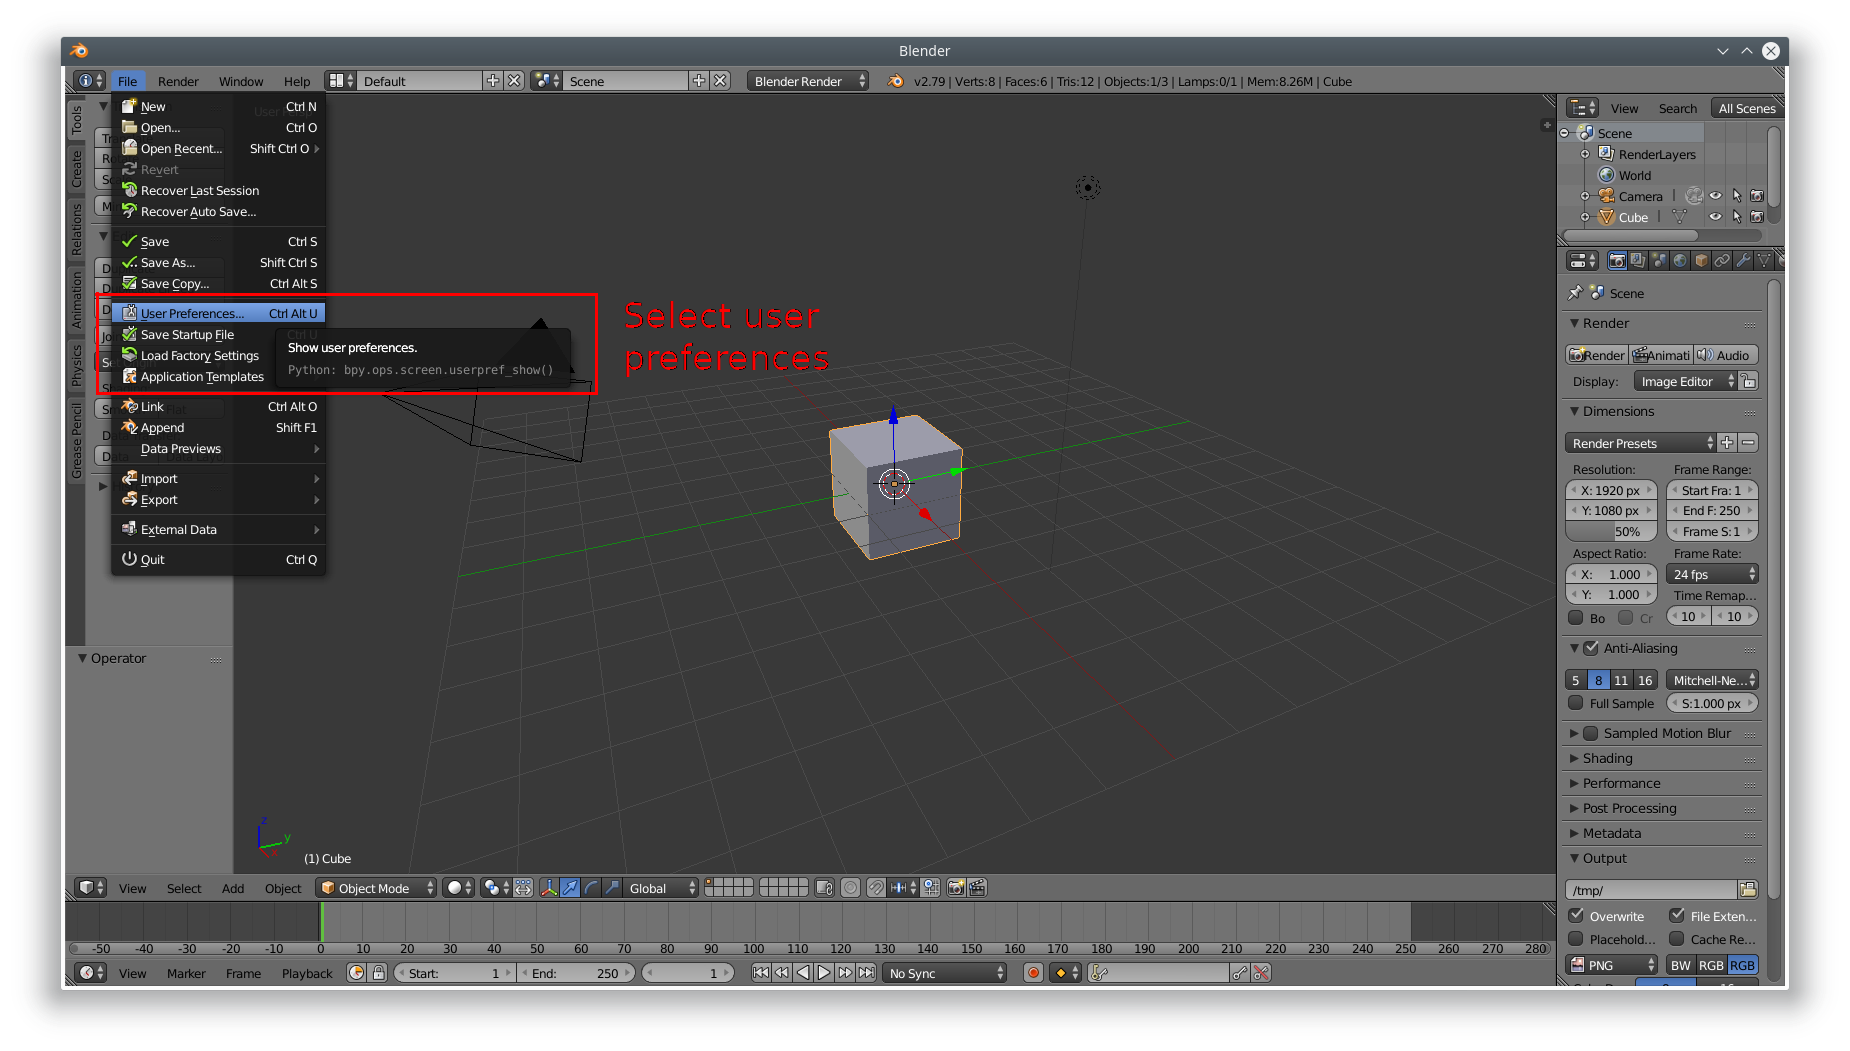 Blender
File Render Window Help Default Scene Blender Render v2.79 | Verts:8 | Faces:6 | Tris:12 | Objects:1/3 | Lamps:0/1 | Mem:8.26M | Cube
Tools
Create
Relations
Animation
Physics
Grease Pencil
New Ctrl N
Open... Ctrl O
Open Recent... Shift Ctrl O
Revert
Recover Last Session
Recover Auto Save...
Save Ctrl S
Save As... Shift Ctrl S
Save Copy... Ctrl Alt S
User Preferences... Ctrl Alt U
Save Startup File Ctrl U
Load Factory Settings
Application Templates
Link Ctrl Alt O
Append Shift F1
Data Previews
Import
Export
External Data
Quit Ctrl Q
Show user preferences.
Python: bpy.ops.screen.userpref_show()
Select user
preferences
Operator
z
y
x
(1) Cube
View Select Add Object Object Mode Global
-50 -40 -30 -20 -10 0 10 20 30 40 50 60 70 80 90 100 110 120 130 140 150 160 170 180 190 200 210 220 230 240 250 260 270 280
View Marker Frame Playback Start: 1 End: 250 1 No Sync
View Search All Scenes
Scene
RenderLayers
World
Camera
Cube
Scene
Render
Render Animati Audio
Display: Image Editor
Dimensions
Render Presets
Resolution: Frame Range:
X: 1920 px Start Fra: 1
Y: 1080 px End F: 250
50% Frame S: 1
Aspect Ratio: Frame Rate:
X: 1.000 24 fps
Y: 1.000 Time Remap...
Bo Cr 10 10
Anti-Aliasing
5 8 11 16 Mitchell-Ne...
Full Sample S:1.000 px
Sampled Motion Blur
Shading
Performance
Post Processing
Metadata
Output
/tmp/
Overwrite File Exten...
Placehold... Cache Re...
PNG BW RGB RGB